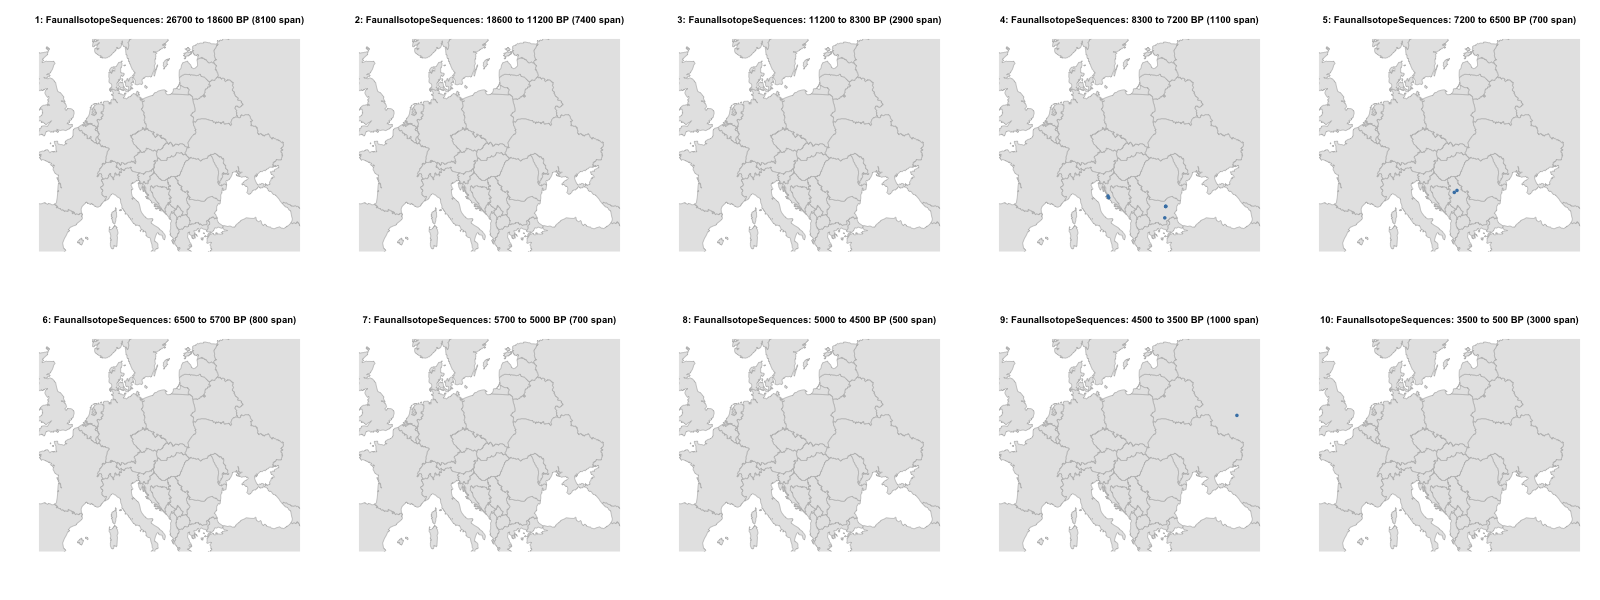 1: FaunalIsotopeSequences: 26700 to 18600 BP (8100 span)
2: FaunalIsotopeSequences: 18600 to 11200 BP (7400 span)
3: FaunalIsotopeSequences: 11200 to 8300 BP (2900 span)
4: FaunalIsotopeSequences: 8300 to 7200 BP (1100 span)
5: FaunalIsotopeSequences: 7200 to 6500 BP (700 span)
6: FaunalIsotopeSequences: 6500 to 5700 BP (800 span)
7: FaunalIsotopeSequences: 5700 to 5000 BP (700 span)
8: FaunalIsotopeSequences: 5000 to 4500 BP (500 span)
9: FaunalIsotopeSequences: 4500 to 3500 BP (1000 span)
10: FaunalIsotopeSequences: 3500 to 500 BP (3000 span)